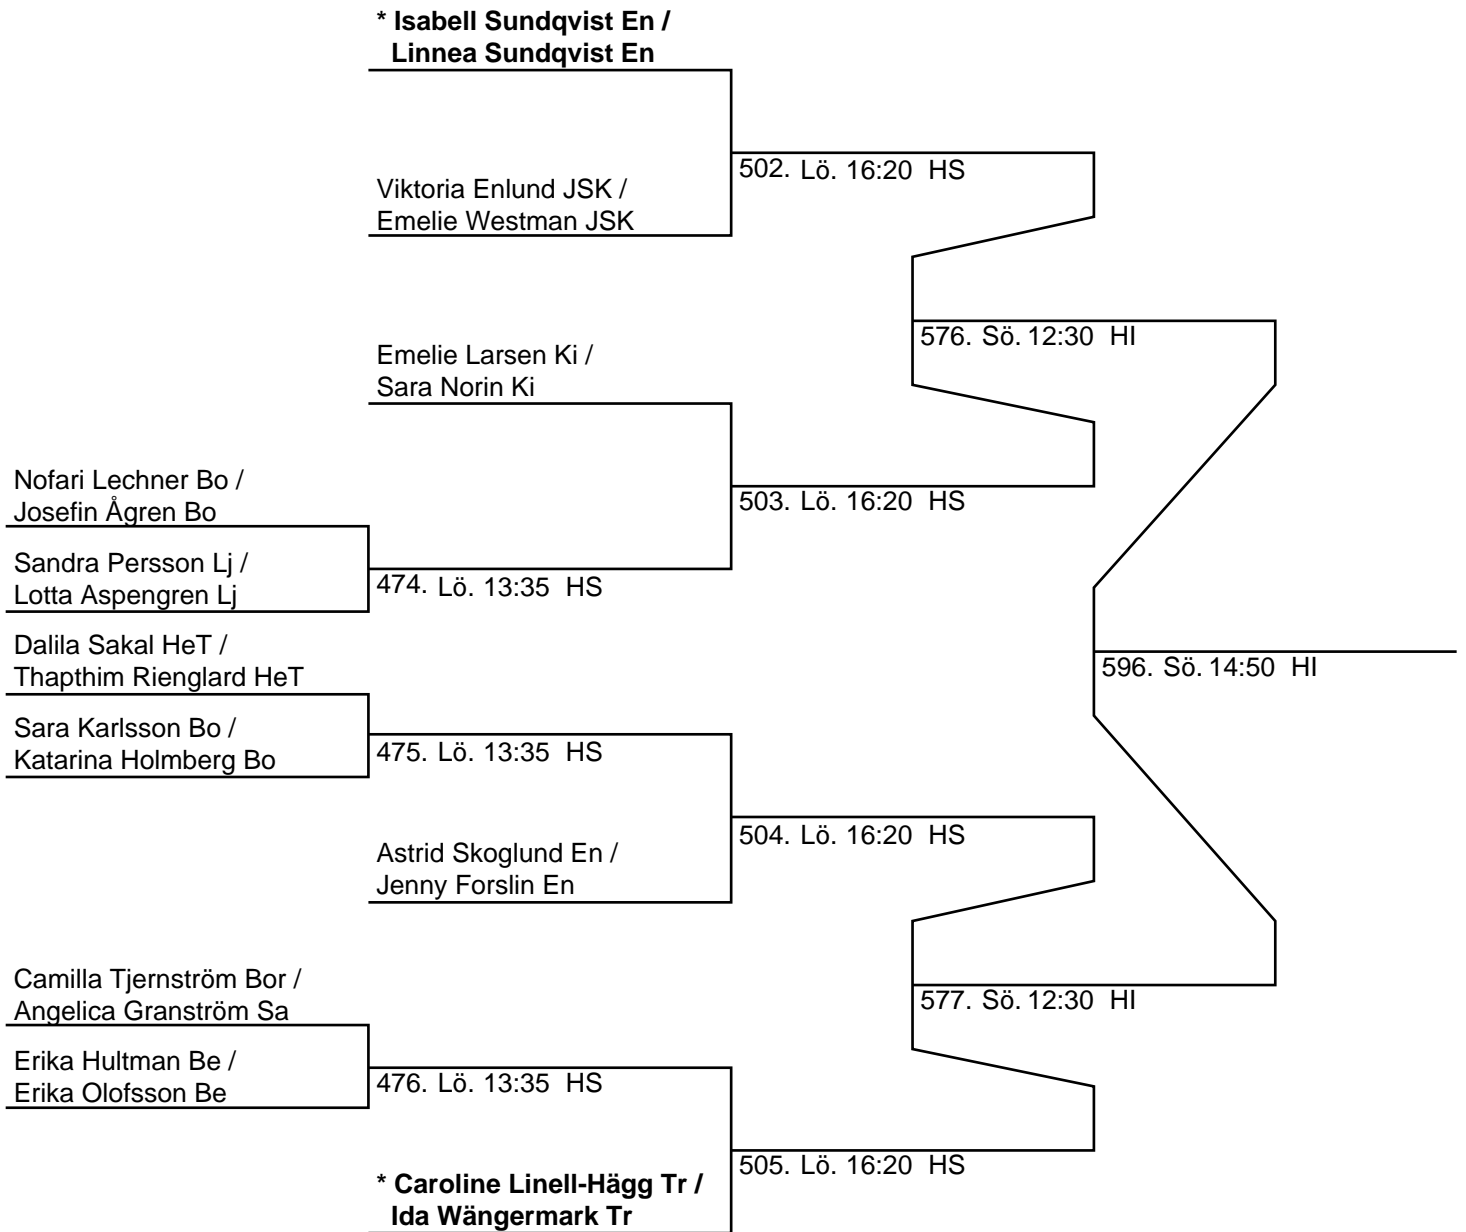 * Isabell Sundqvist En /
Linnea Sundqvist En
502. Lö. 16:20 HS
Viktoria Enlund JSK /
Emelie Westman JSK
576. Sö. 12:30 HI
Emelie Larsen Ki /
Sara Norin Ki
Nofari Lechner Bo /
Josefin Ågren Bo
503. Lö. 16:20 HS
Sandra Persson Lj /
Lotta Aspengren Lj
474. Lö. 13:35 HS
Dalila Sakal HeT /
Thapthim Rienglard HeT
596. Sö. 14:50 HI
Sara Karlsson Bo /
Katarina Holmberg Bo
475. Lö. 13:35 HS
504. Lö. 16:20 HS
Astrid Skoglund En /
Jenny Forslin En
Camilla Tjernström Bor /
Angelica Granström Sa
577. Sö. 12:30 HI
Erika Hultman Be /
Erika Olofsson Be
476. Lö. 13:35 HS
505. Lö. 16:20 HS
* Caroline Linell-Hägg Tr /
Ida Wängermark Tr